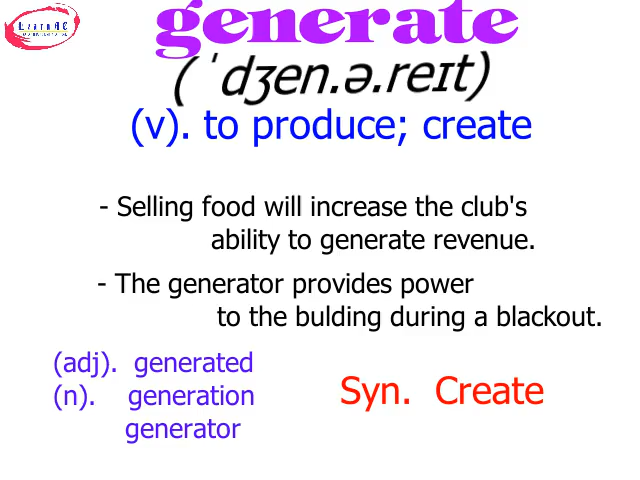 LearnAC
generate
(ˈdʒen.ə.reɪt)
(v). to produce; create
- Selling food will increase the club's
ability to generate revenue.
- The generator provides power
to the bulding during a blackout.
(adj). generated
(n). generation
generator
Syn. Create